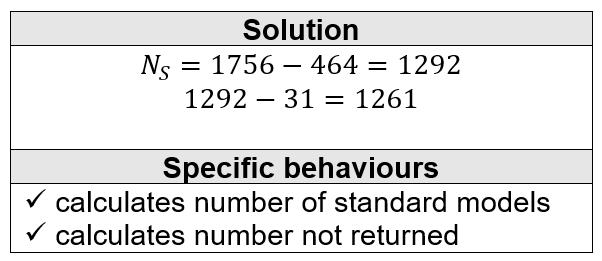 Solution
N_S = 1756 − 464 = 1292
1292 − 31 = 1261
Specific behaviours
✓ calculates number of standard models
✓ calculates number not returned